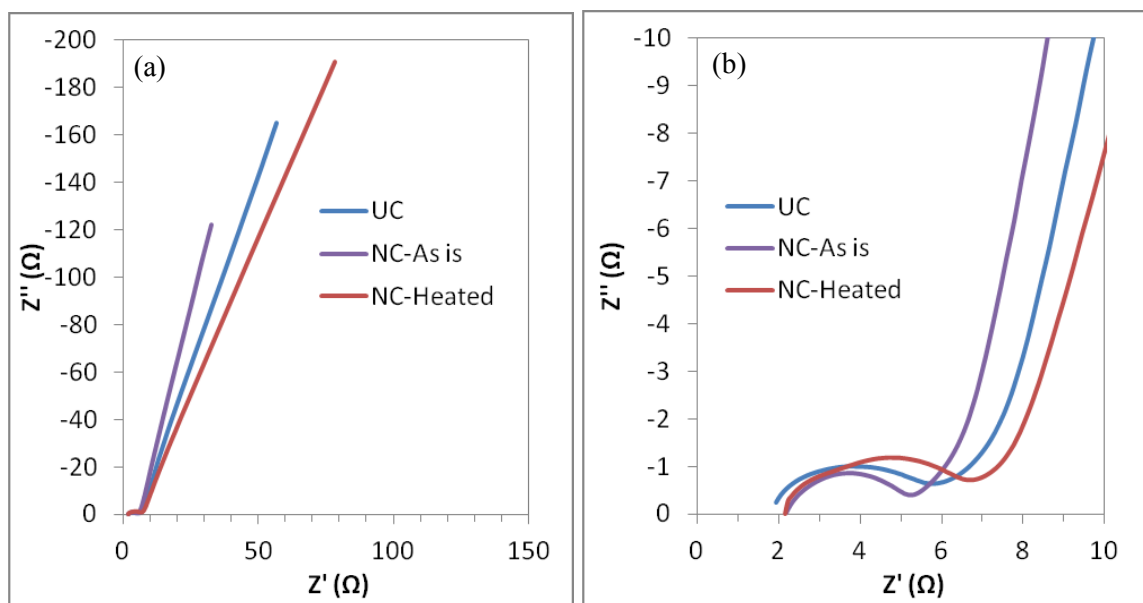 (a)
-200
-180
-160
-140
-120
-100
-80
-60
-40
-20
0
Z'' (Ω)
UC
NC-As is
NC-Heated
0 50 100 150
Z' (Ω)
(b)
-10
-9
-8
-7
-6
-5
-4
-3
-2
-1
0
Z'' (Ω)
UC
NC-As is
NC-Heated
0 2 4 6 8 10
Z' (Ω)